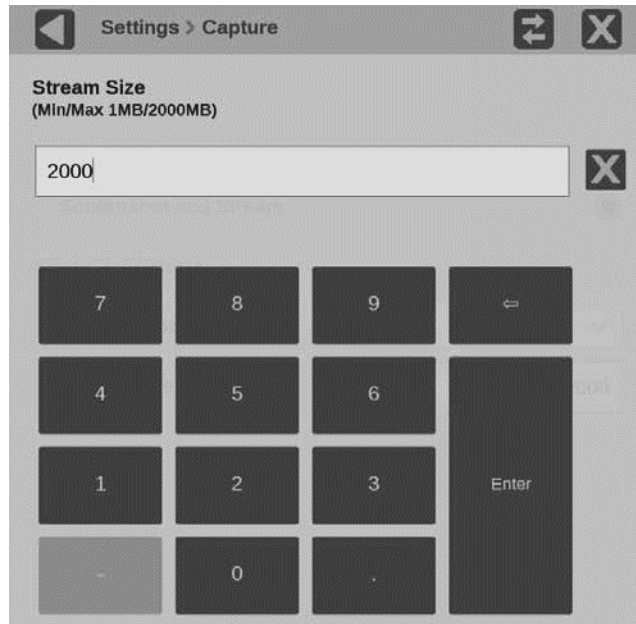 Settings > Capture
Stream Size
(Min/Max 1MB/2000MB)
2000
7 8 9 ⇦
4 5 6
1 2 3 Enter
- 0 .